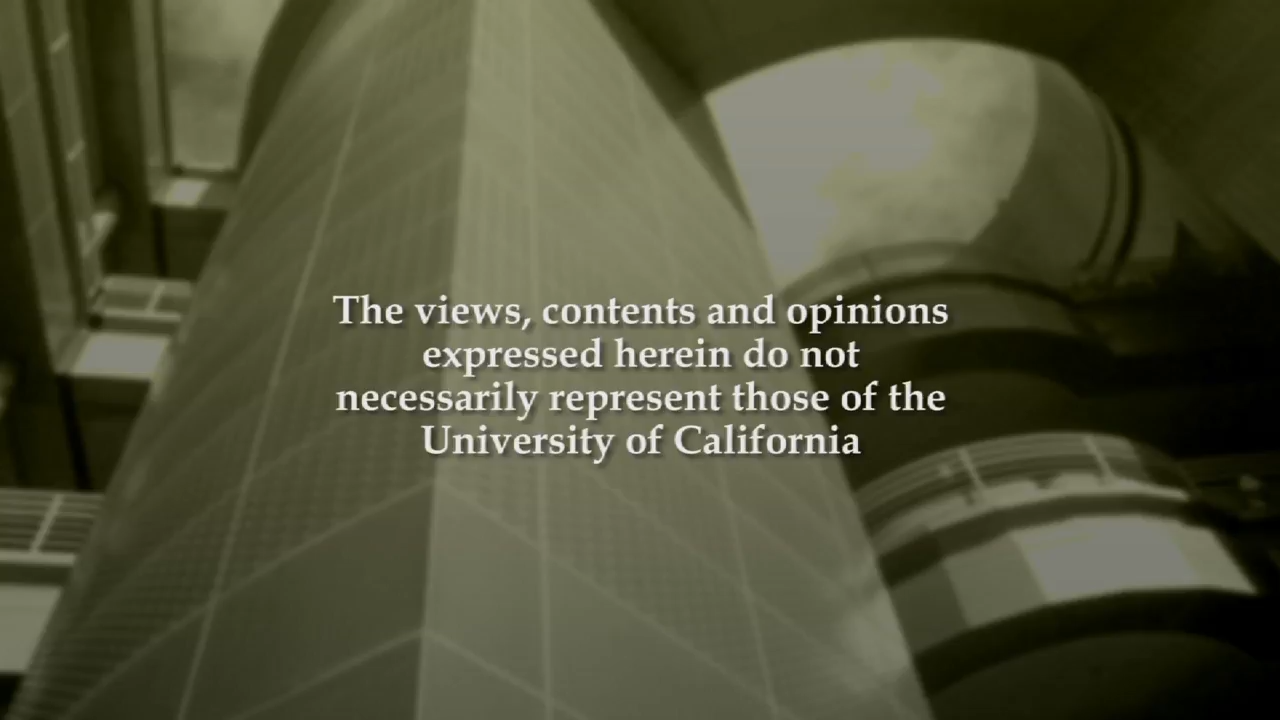 The views, contents and opinions
expressed herein do not
necessarily represent those of the
University of California